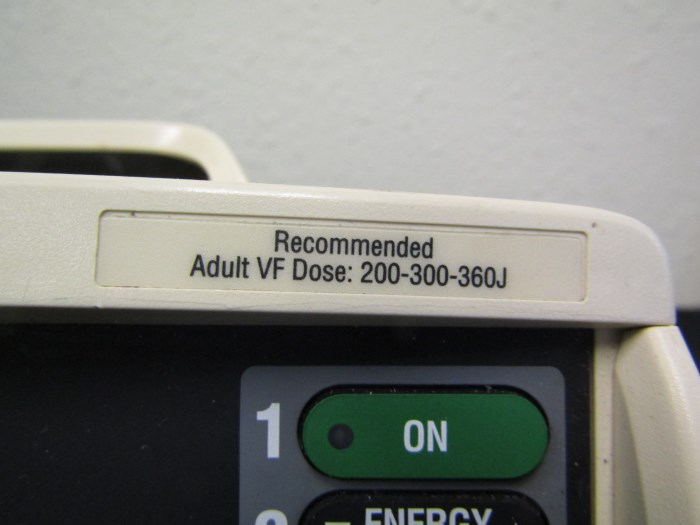 Recommended
Adult VF Dose: 200-300-360J
1 ON
ENERGY